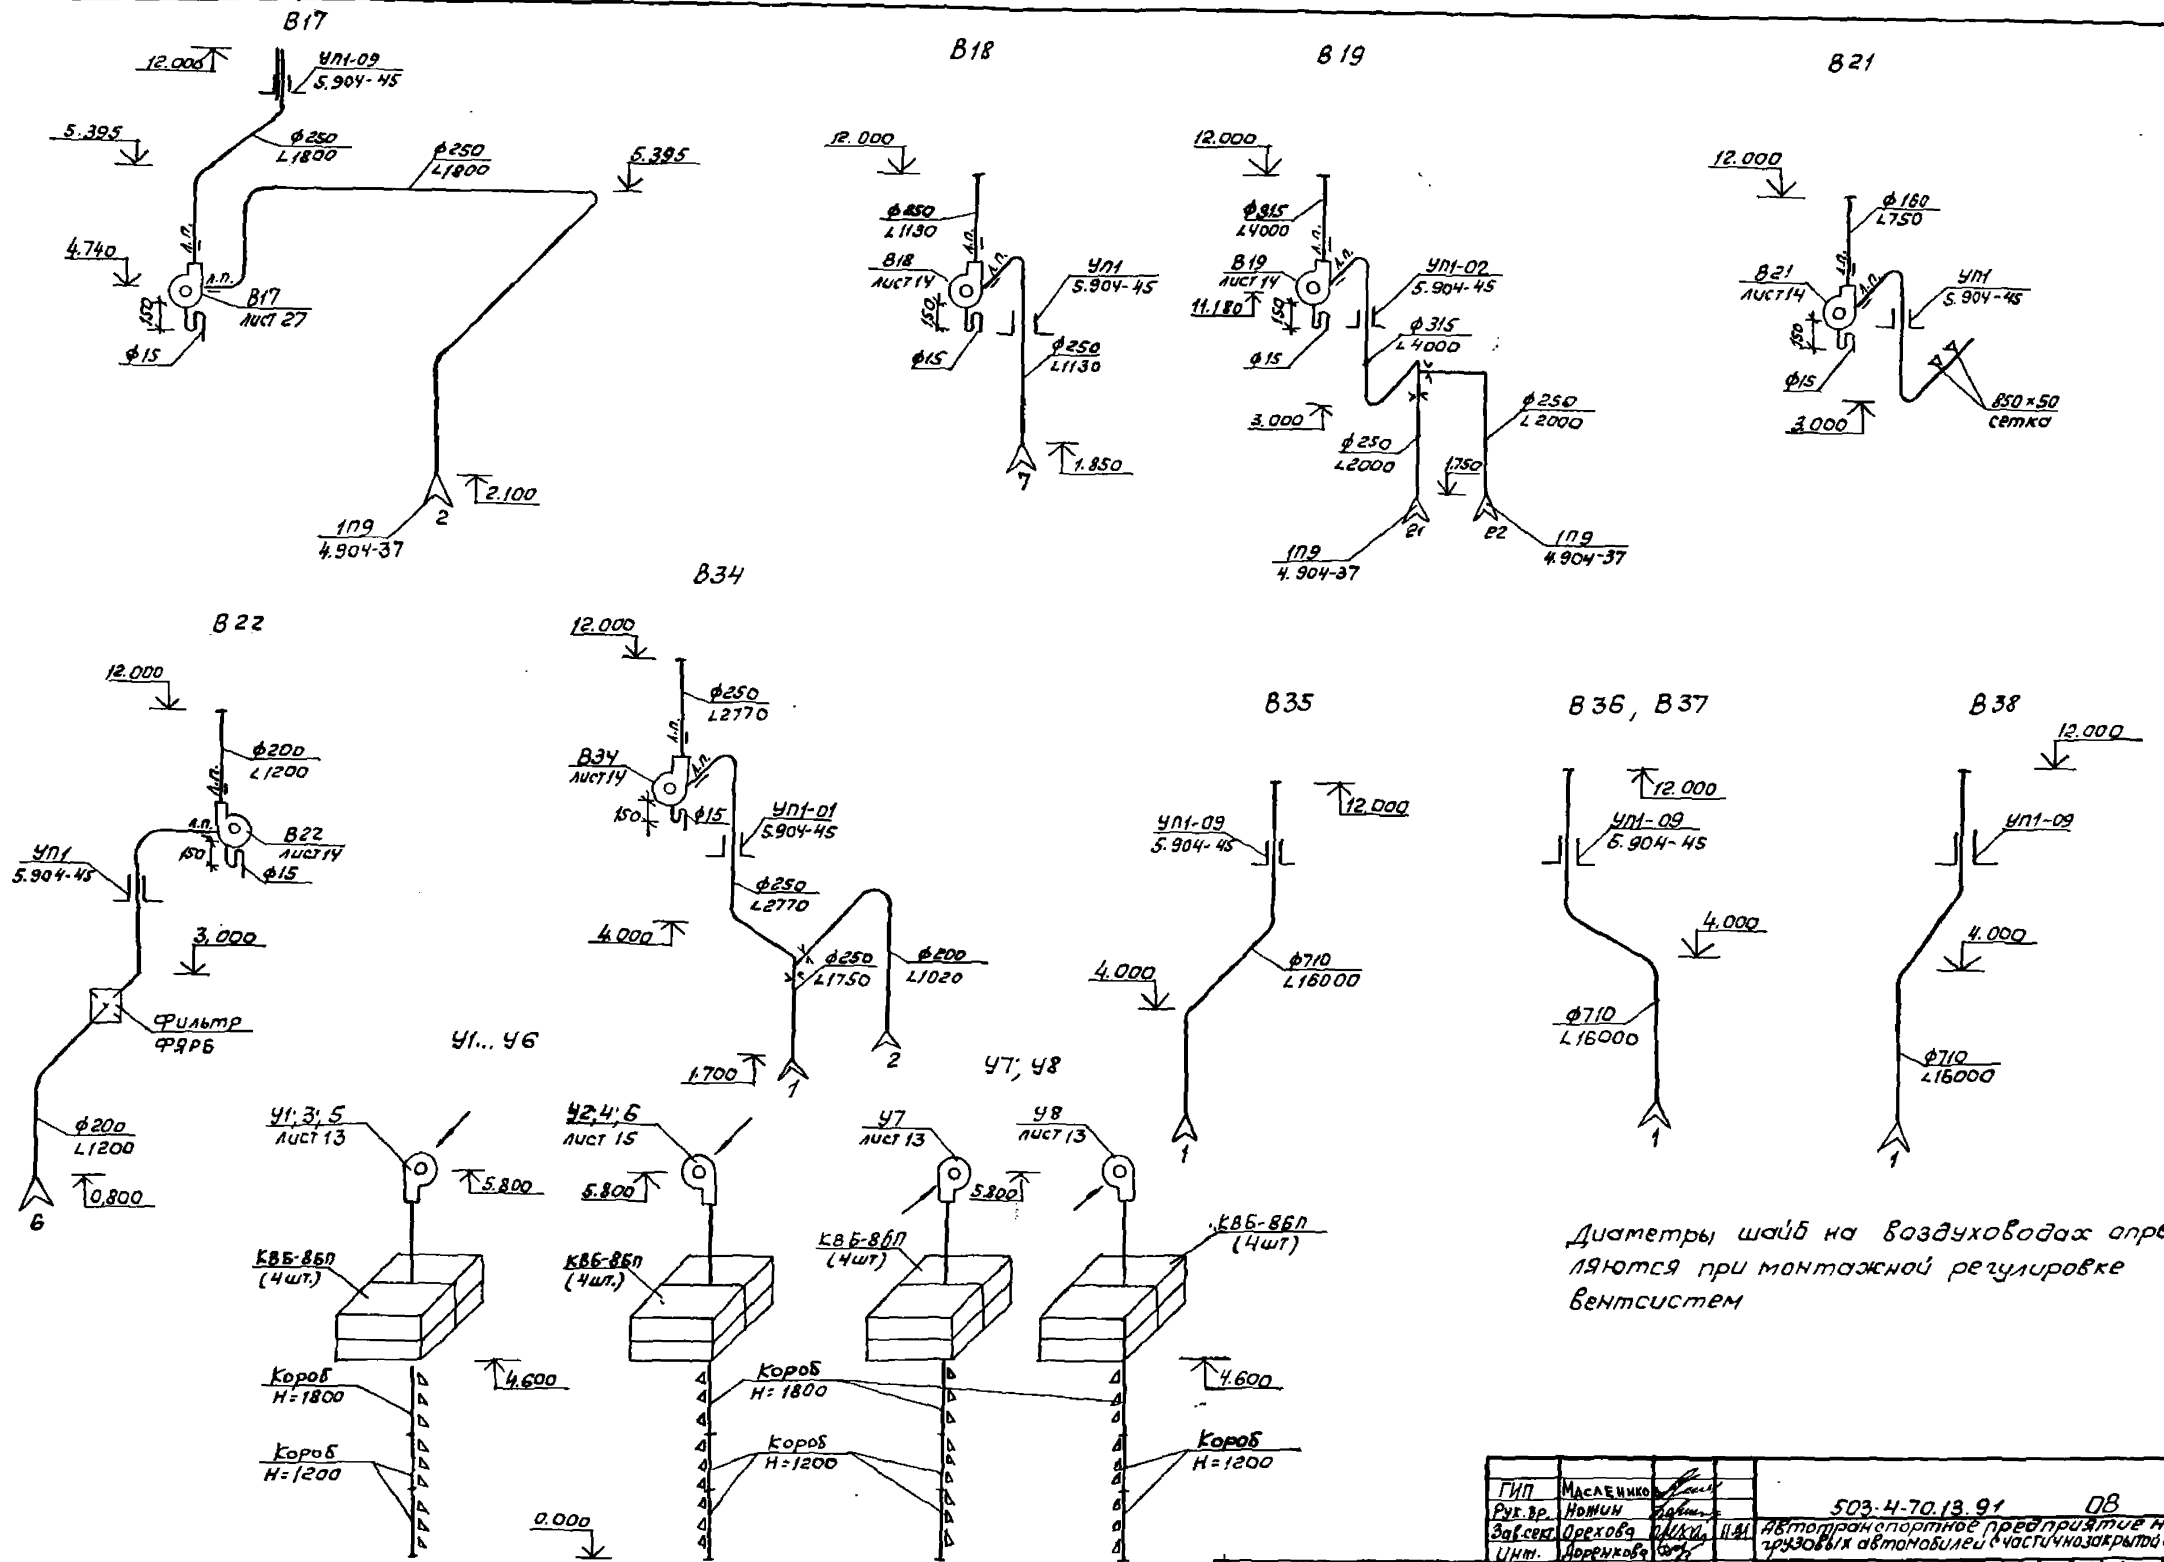 В17
12.000
УП1-09
5.904-45
5.395
ф250
L1800
ф250
L1800
5.395
4.740
л.п.
л.п.
150
В17
лист 27
ф15
2.100
2
1П9
4.904-37
В18
12.000
ф250
L1130
л.п.
л.п.
В18
лист 14
УП1
5.904-45
150
ф15
ф250
L1130
1.850
7
В19
12.000
ф315
L4000
В19
лист 14
л.п.
УП1-02
5.904-45
11.180
150
ф15
ф315
L4000
3.000
ф250
L2000
ф250
L2000
1.750
21
22
1П9
4.904-37
1П9
4.904-37
В21
12.000
ф160
L750
л.п.
л.п.
В21
лист 14
УП1
5.904-45
150
ф15
3.000
850×50
сетка
В22
12.000
ф200
L1200
л.п.
л.п.
150
В22
лист 14
ф15
УП1
5.904-45
3.000
Фильтр
ФЯРБ
ф200
L1200
0,800
6
В34
12.000
ф250
L2770
л.п.
л.п.
В34
лист 14
150
ф15
УП1-01
5.904-45
ф250
L2770
4.000
ф250
L1750
ф200
L1020
1.700
1
2
В35
12.000
УП1-09
5.904-45
4.000
ф710
L16000
1
В36, В37
12.000
УП1-09
5.904-45
4.000
ф710
L16000
1
В38
12.000
УП1-09
4.000
ф710
L16000
1
У1... У6
У7; У8
У1; 3; 5
лист 13
5.800
У2; 4; 6
лист 15
5.800
У7
лист 13
5.800
У8
лист 13
КВБ-8бп
(4шт.)
КВБ-8бп
(4шт.)
КВБ-8бп
(4шт)
КВБ-8бп
(4шт)
4.600
4.600
Короб
Н=1800
Короб
Н=1800
Короб
Н=1200
Короб
Н=1200
Короб
Н=1200
0.000
Диаметры шайб на воздуховодах опре
ляются при монтажной регулировке
вентсистем
ГИП Маслеников
Рук.вр. Ножин
Зав.сект. Орехова 11.91
Инж. Доренкова
503-4-70.13.91 ОВ
Автотранспортное предприятие н
грузовых автомобилей с частичнозакрытой